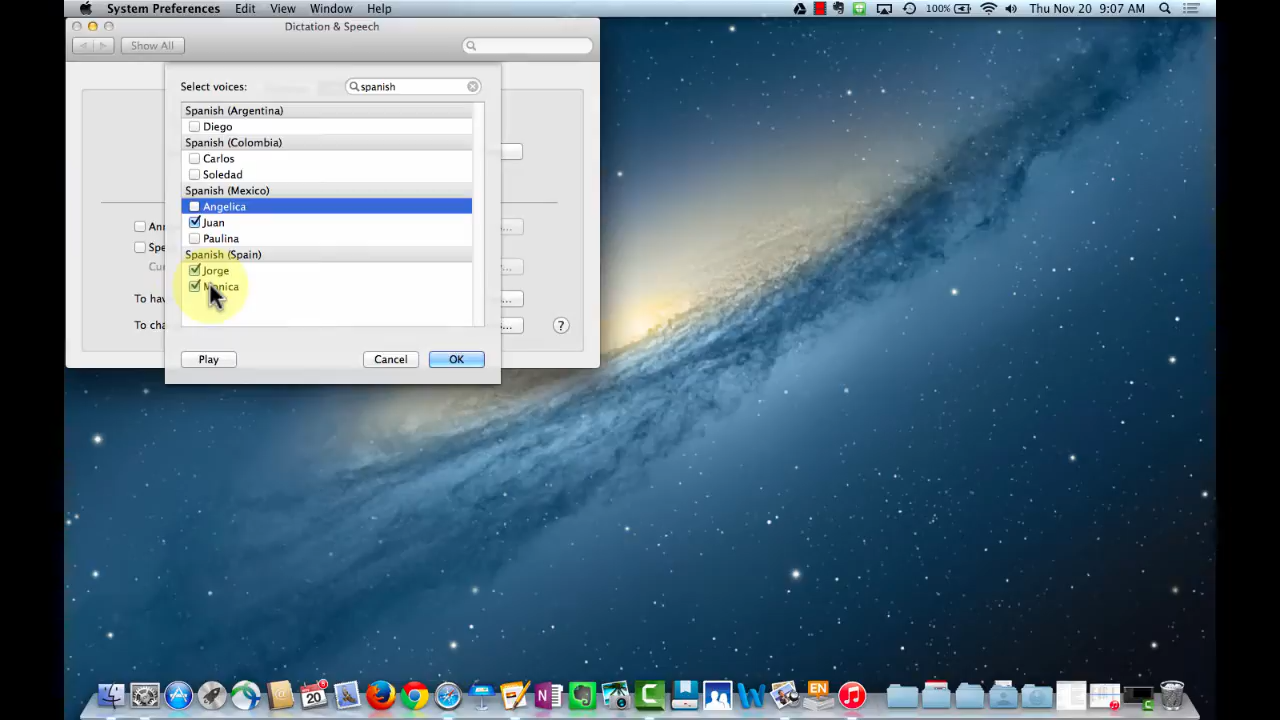 System Preferences Edit View Window Help 100% Thu Nov 20 9:07 AM
Dictation & Speech
Show All
Select voices: spanish
Spanish (Argentina)
Diego
Spanish (Colombia)
Carlos
Soledad
Spanish (Mexico)
Angelica
Juan
Paulina
Spanish (Spain)
Jorge
Monica
To
To
?
Play Cancel OK
20
EN